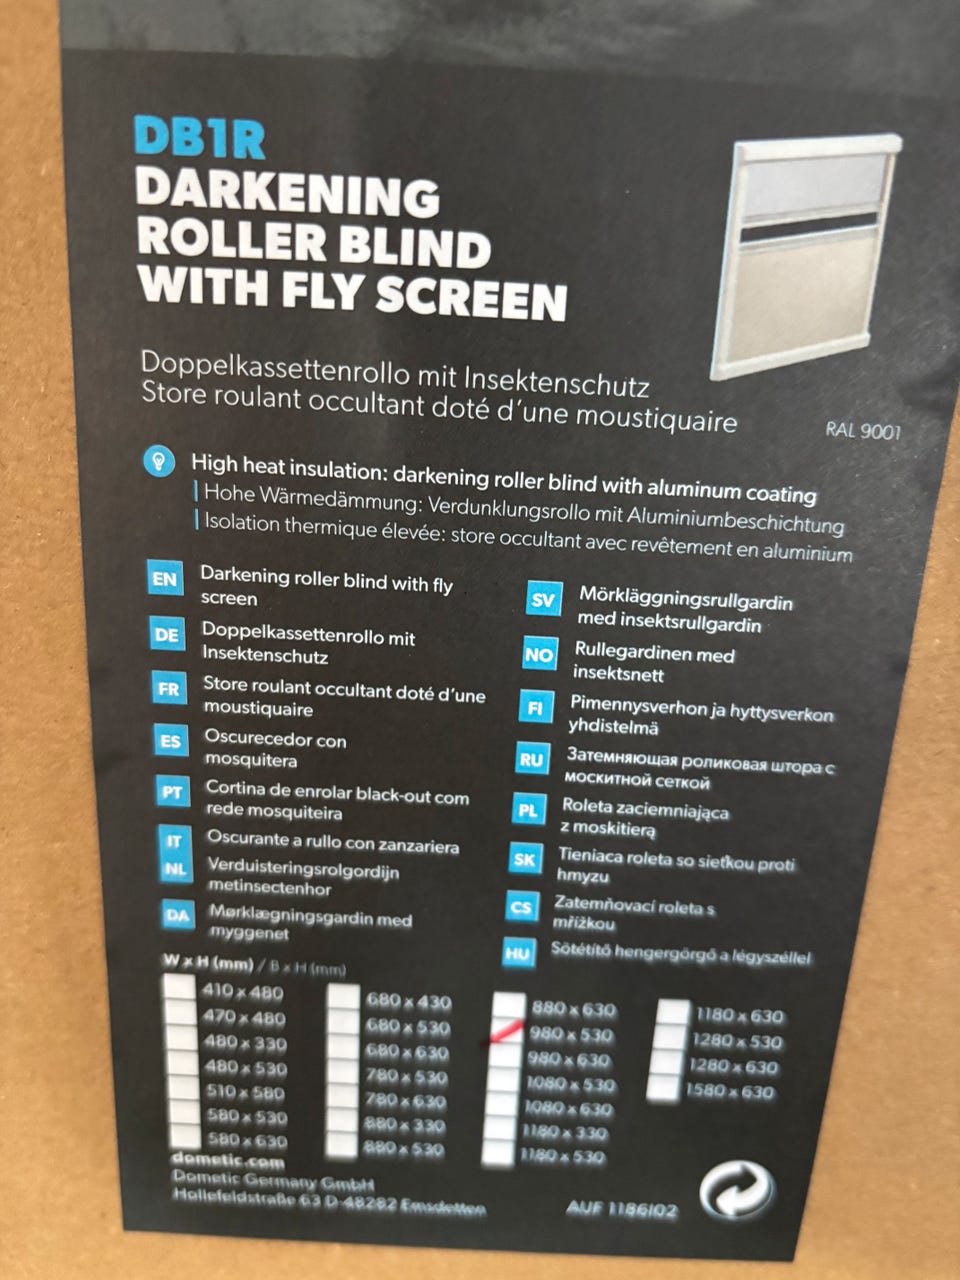 DB1R
DARKENING
ROLLER BLIND
WITH FLY SCREEN
Doppelkassettenrollo mit Insektenschutz
Store roulant occultant doté d'une moustiquaire
RAL 9001
High heat insulation: darkening roller blind with aluminum coating
| Hohe Wärmedämmung: Verdunklungsrollo mit Aluminiumbeschichtung
| Isolation thermique élevée: store occultant avec revêtement en aluminium
EN Darkening roller blind with fly
screen
DE Doppelkassettenrollo mit
Insektenschutz
FR Store roulant occultant doté d'une
moustiquaire
ES Oscurecedor con
mosquitera
PT Cortina de enrolar black-out com
rede mosquiteira
IT Oscurante a rullo con zanzariera
NL Verduisteringsrolgordijn
metinsectenhor
DA Mørklægningsgardin med
myggenet
SV Mörkläggningsrullgardin
med insektsrullgardin
NO Rullegardinen med
insektsnett
FI Pimennysverhon ja hyttysverkon
yhdistelmä
RU Затемняющая роликовая штора с
москитной сеткой
PL Roleta zaciemniająca
z moskitierą
SK Tieniaca roleta so sieťkou proti
hmyzu
CS Zatemňovací roleta s
mřížkou
HU Sötétítő hengergörgő a légyszéllel
W x H (mm) / B x H (mm)
410 x 480
470 x 480
480 x 330
480 x 530
510 x 580
580 x 530
580 x 630
680 x 430
680 x 530
680 x 630
780 x 530
780 x 630
880 x 330
880 x 530
880 x 630
980 x 530
980 x 630
1080 x 530
1080 x 630
1180 x 330
1180 x 530
1180 x 630
1280 x 530
1280 x 630
1580 x 630
dometic.com
Dometic Germany GmbH
Hollefeldstraße 63 D-48282 Emsdetten
AUF 1186102